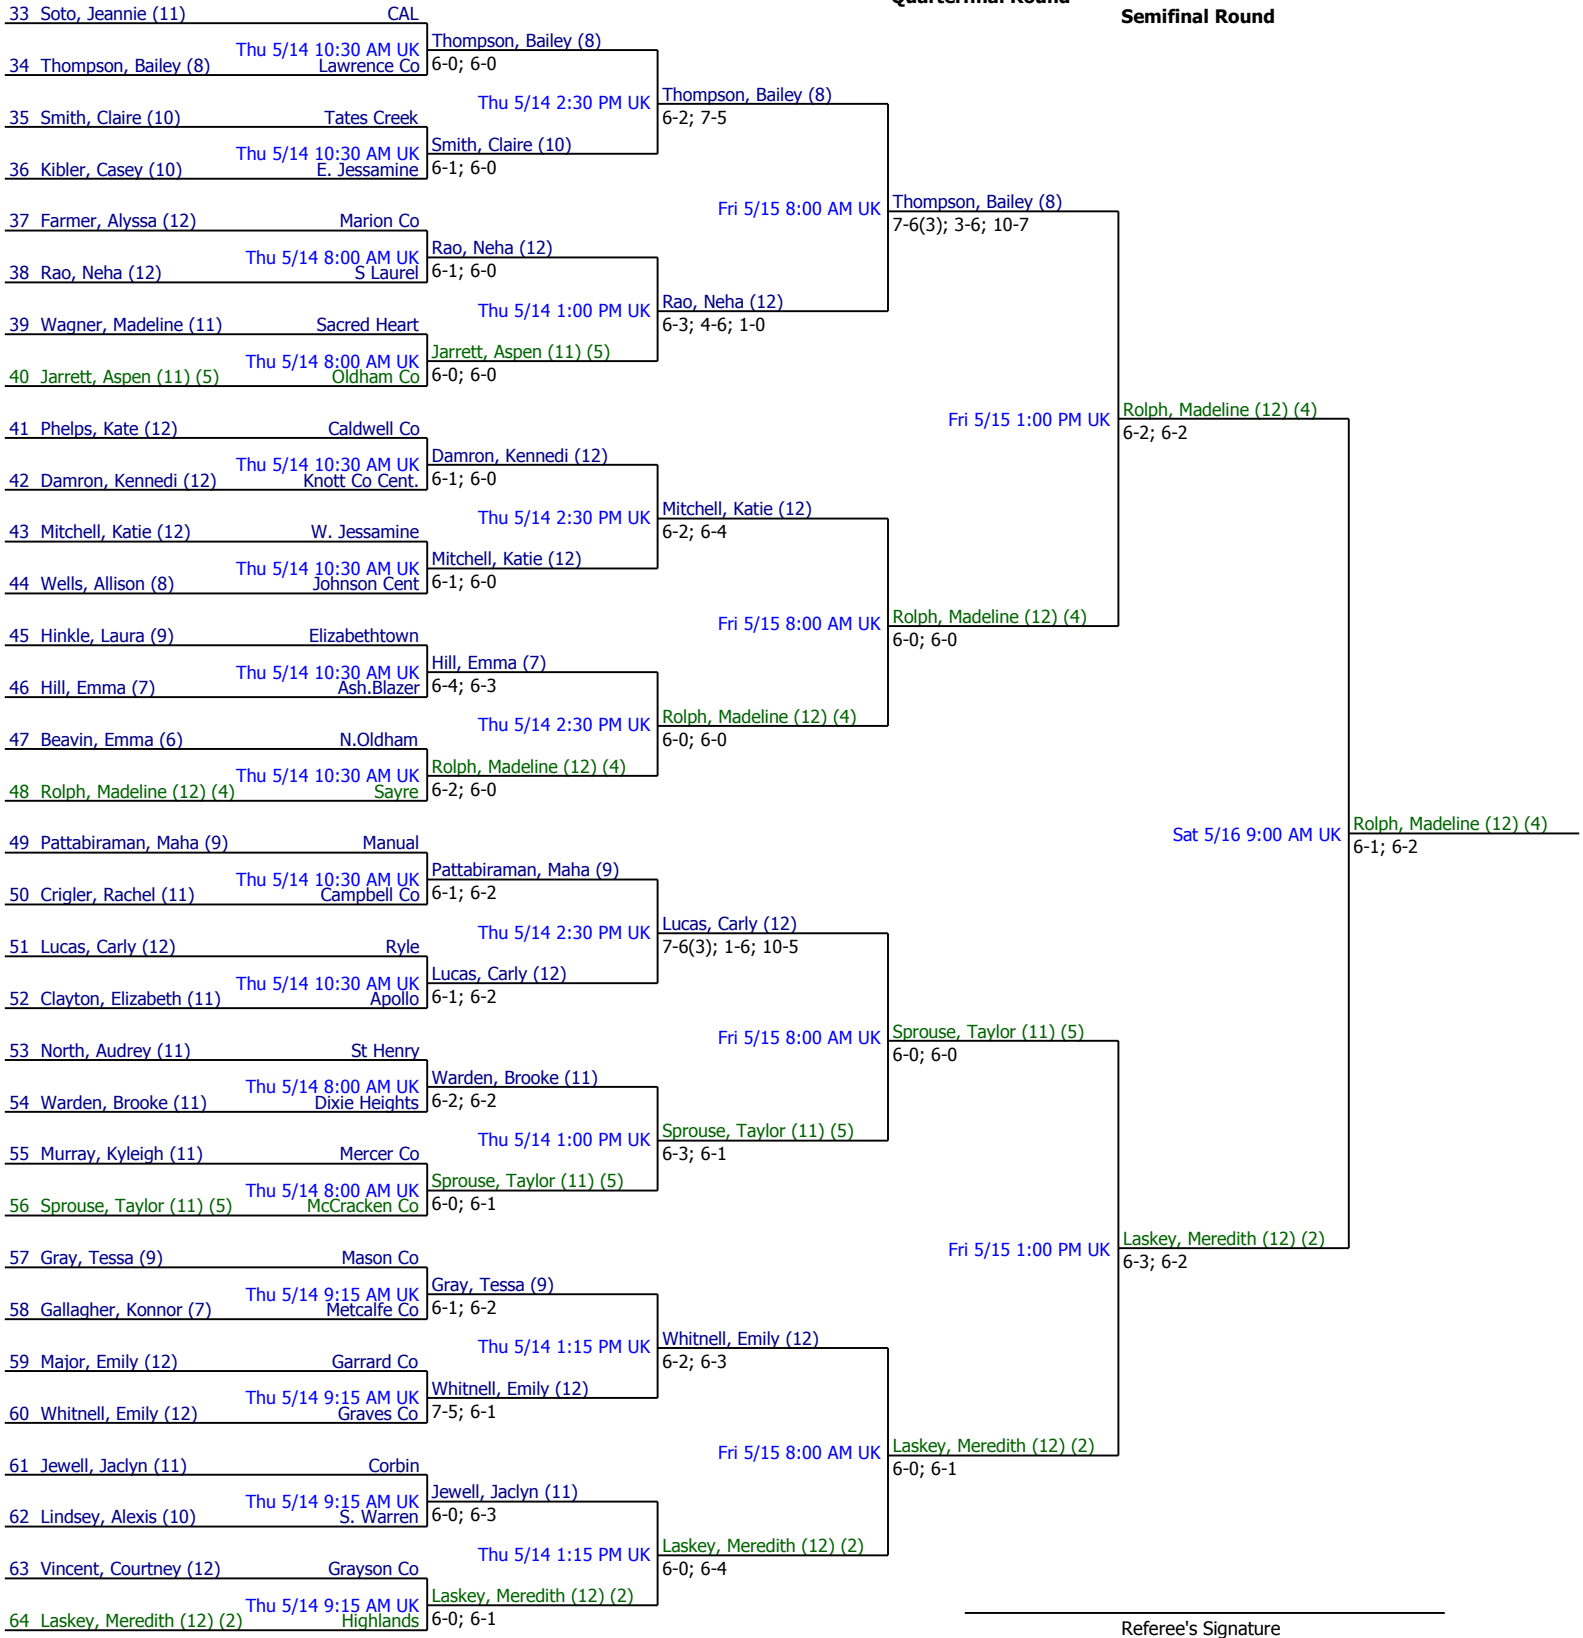 Semifinal Round
33 Soto, Jeannie (11) CAL
Thu 5/14 10:30 AM UK
34 Thompson, Bailey (8) Lawrence Co
35 Smith, Claire (10) Tates Creek
Thu 5/14 10:30 AM UK
36 Kibler, Casey (10) E. Jessamine
37 Farmer, Alyssa (12) Marion Co
Thu 5/14 8:00 AM UK
38 Rao, Neha (12) S Laurel
39 Wagner, Madeline (11) Sacred Heart
Thu 5/14 8:00 AM UK
40 Jarrett, Aspen (11) (5) Oldham Co
41 Phelps, Kate (12) Caldwell Co
Thu 5/14 10:30 AM UK
42 Damron, Kennedi (12) Knott Co Cent.
43 Mitchell, Katie (12) W. Jessamine
Thu 5/14 10:30 AM UK
44 Wells, Allison (8) Johnson Cent
45 Hinkle, Laura (9) Elizabethtown
Thu 5/14 10:30 AM UK
46 Hill, Emma (7) Ash.Blazer
47 Beavin, Emma (6) N.Oldham
Thu 5/14 10:30 AM UK
48 Rolph, Madeline (12) (4) Sayre
49 Pattabiraman, Maha (9) Manual
Thu 5/14 10:30 AM UK
50 Crigler, Rachel (11) Campbell Co
51 Lucas, Carly (12) Ryle
Thu 5/14 10:30 AM UK
52 Clayton, Elizabeth (11) Apollo
53 North, Audrey (11) St Henry
Thu 5/14 8:00 AM UK
54 Warden, Brooke (11) Dixie Heights
55 Murray, Kyleigh (11) Mercer Co
Thu 5/14 8:00 AM UK
56 Sprouse, Taylor (11) (5) McCracken Co
57 Gray, Tessa (9) Mason Co
Thu 5/14 9:15 AM UK
58 Gallagher, Konnor (7) Metcalfe Co
59 Major, Emily (12) Garrard Co
Thu 5/14 9:15 AM UK
60 Whitnell, Emily (12) Graves Co
61 Jewell, Jaclyn (11) Corbin
Thu 5/14 9:15 AM UK
62 Lindsey, Alexis (10) S. Warren
63 Vincent, Courtney (12) Grayson Co
Thu 5/14 9:15 AM UK
64 Laskey, Meredith (12) (2) Highlands
Thompson, Bailey (8)
6-0; 6-0
Thu 5/14 2:30 PM UK
Smith, Claire (10)
6-1; 6-0
Rao, Neha (12)
6-1; 6-0
Thu 5/14 1:00 PM UK
Jarrett, Aspen (11) (5)
6-0; 6-0
Damron, Kennedi (12)
6-1; 6-0
Thu 5/14 2:30 PM UK
Mitchell, Katie (12)
6-1; 6-0
Hill, Emma (7)
6-4; 6-3
Thu 5/14 2:30 PM UK
Rolph, Madeline (12) (4)
6-2; 6-0
Pattabiraman, Maha (9)
6-1; 6-2
Thu 5/14 2:30 PM UK
Lucas, Carly (12)
6-1; 6-2
Warden, Brooke (11)
6-2; 6-2
Thu 5/14 1:00 PM UK
Sprouse, Taylor (11) (5)
6-0; 6-1
Gray, Tessa (9)
6-1; 6-2
Thu 5/14 1:15 PM UK
Whitnell, Emily (12)
7-5; 6-1
Jewell, Jaclyn (11)
6-0; 6-3
Thu 5/14 1:15 PM UK
Laskey, Meredith (12) (2)
6-0; 6-1
Thompson, Bailey (8)
6-2; 7-5
Fri 5/15 8:00 AM UK
Rao, Neha (12)
6-3; 4-6; 1-0
Mitchell, Katie (12)
6-2; 6-4
Fri 5/15 8:00 AM UK
Rolph, Madeline (12) (4)
6-0; 6-0
Lucas, Carly (12)
7-6(3); 1-6; 10-5
Fri 5/15 8:00 AM UK
Sprouse, Taylor (11) (5)
6-3; 6-1
Whitnell, Emily (12)
6-2; 6-3
Fri 5/15 8:00 AM UK
Laskey, Meredith (12) (2)
6-0; 6-4
Thompson, Bailey (8)
7-6(3); 3-6; 10-7
Fri 5/15 1:00 PM UK
Rolph, Madeline (12) (4)
6-0; 6-0
Sprouse, Taylor (11) (5)
6-0; 6-0
Fri 5/15 1:00 PM UK
Laskey, Meredith (12) (2)
6-0; 6-1
Rolph, Madeline (12) (4)
6-2; 6-2
Sat 5/16 9:00 AM UK
Laskey, Meredith (12) (2)
6-3; 6-2
Rolph, Madeline (12) (4)
6-1; 6-2
Referee's Signature